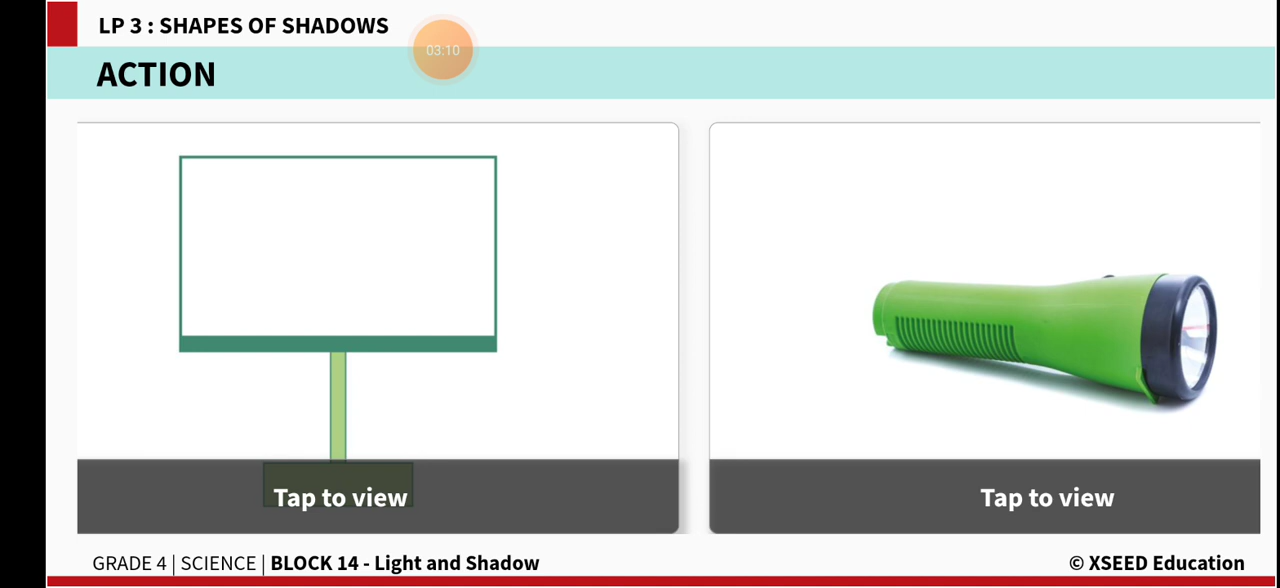 LP 3 : SHAPES OF SHADOWS
03:10
ACTION
Tap to view
Tap to view
GRADE 4 | SCIENCE | BLOCK 14 - Light and Shadow
© XSEED Education